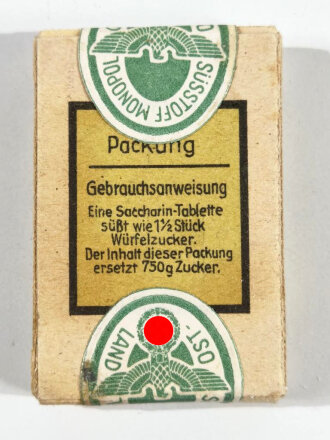 SÜSSTOFF MONOPOL
Packung
Gebrauchsanweisung
Eine Saccharin-Tablette
süßt wie 1½ Stück
Würfelzucker.
Der Inhalt dieser Packung
ersetzt 750g Zucker.
OST-
LAND